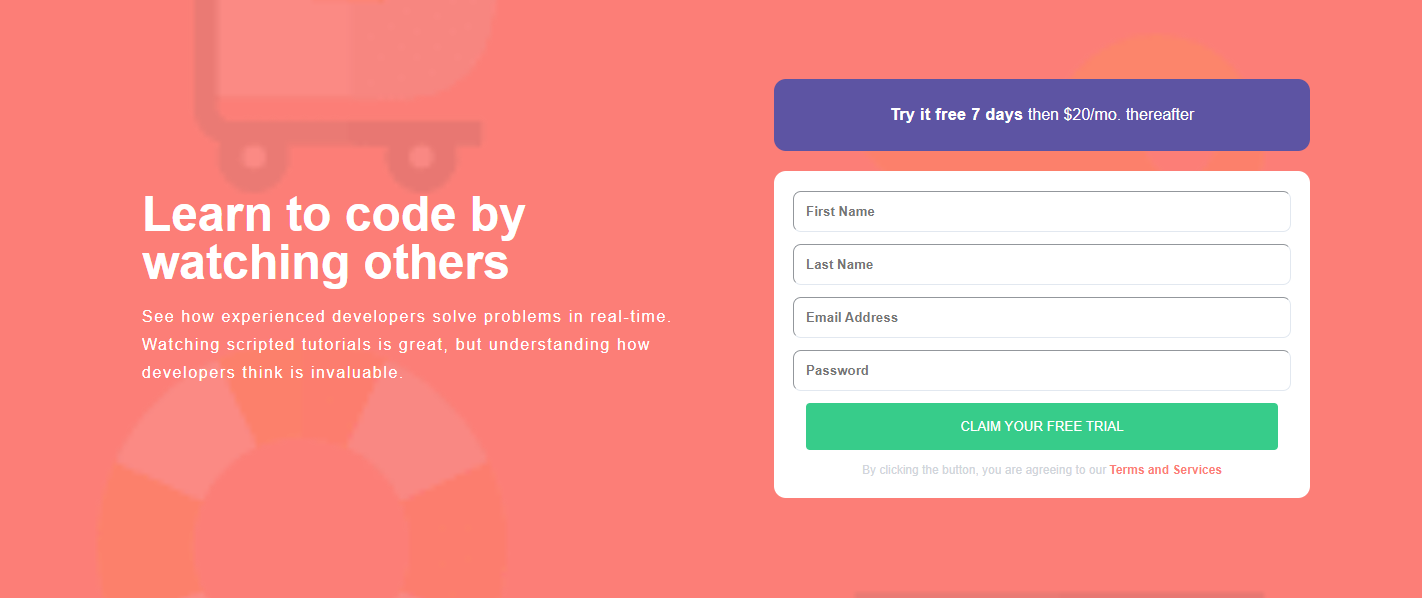 Learn to code by
watching others
See how experienced developers solve problems in real-time.
Watching scripted tutorials is great, but understanding how
developers think is invaluable.
Try it free 7 days then $20/mo. thereafter
First Name
Last Name
Email Address
Password
CLAIM YOUR FREE TRIAL
By clicking the button, you are agreeing to our Terms and Services